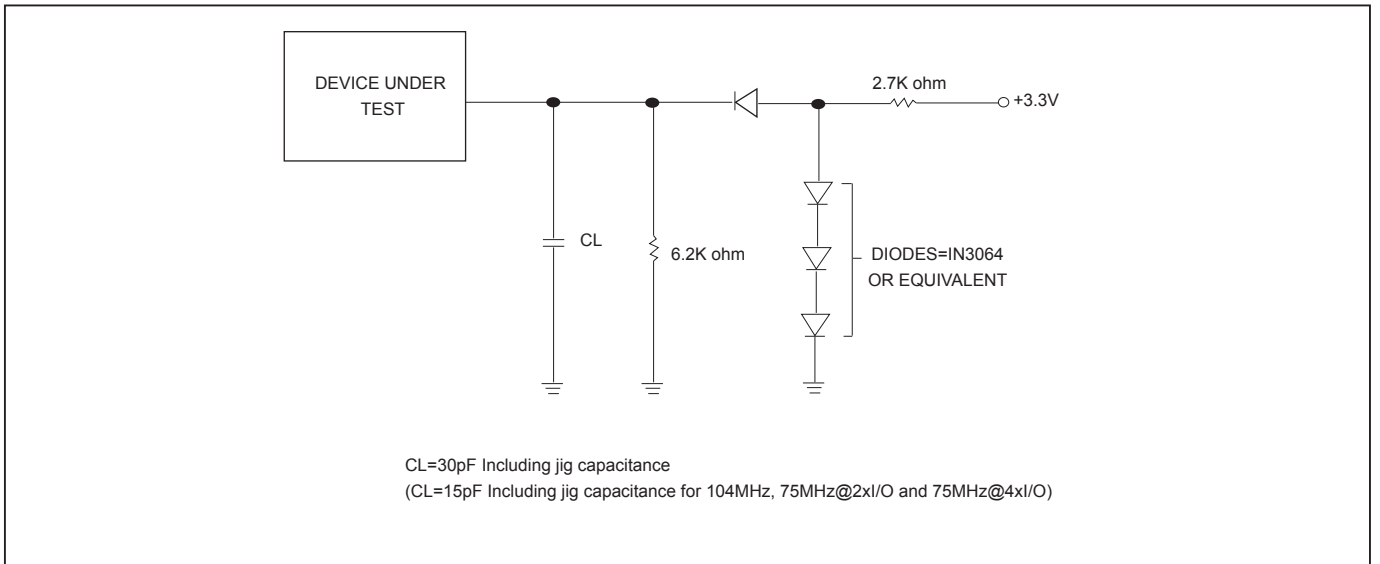 DEVICE UNDER
TEST
2.7K ohm
+3.3V
CL
6.2K ohm
DIODES=IN3064
OR EQUIVALENT
CL=30pF Including jig capacitance
(CL=15pF Including jig capacitance for 104MHz, 75MHz@2xI/O and 75MHz@4xI/O)